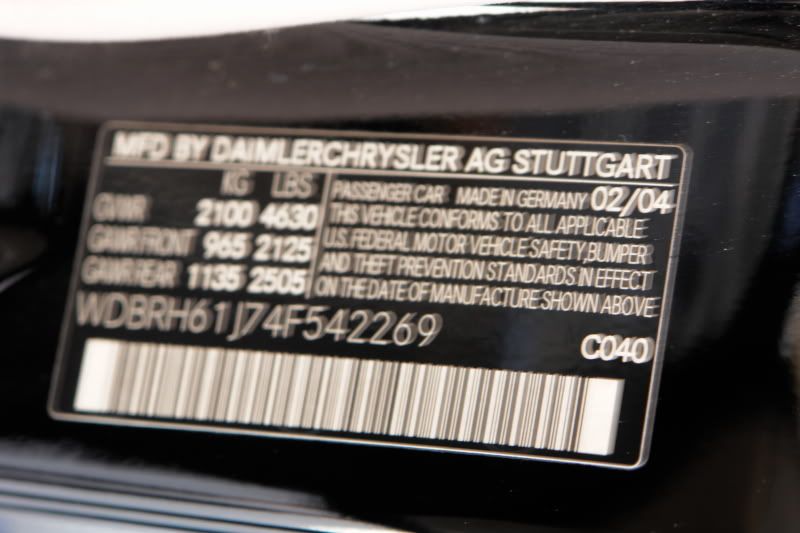 MFD BY DAIMLERCHRYSLER AG STUTTGART
KG LBS
GVWR 2100 4630
GAWR FRONT 965 2125
GAWR REAR 1135 2505
PASSENGER CAR MADE IN GERMANY 02/04
THIS VEHICLE CONFORMS TO ALL APPLICABLE
U.S. FEDERAL MOTOR VEHICLE SAFETY, BUMPER
AND THEFT PREVENTION STANDARDS IN EFFECT
ON THE DATE OF MANUFACTURE SHOWN ABOVE
WDBRH61J74F542269
C040